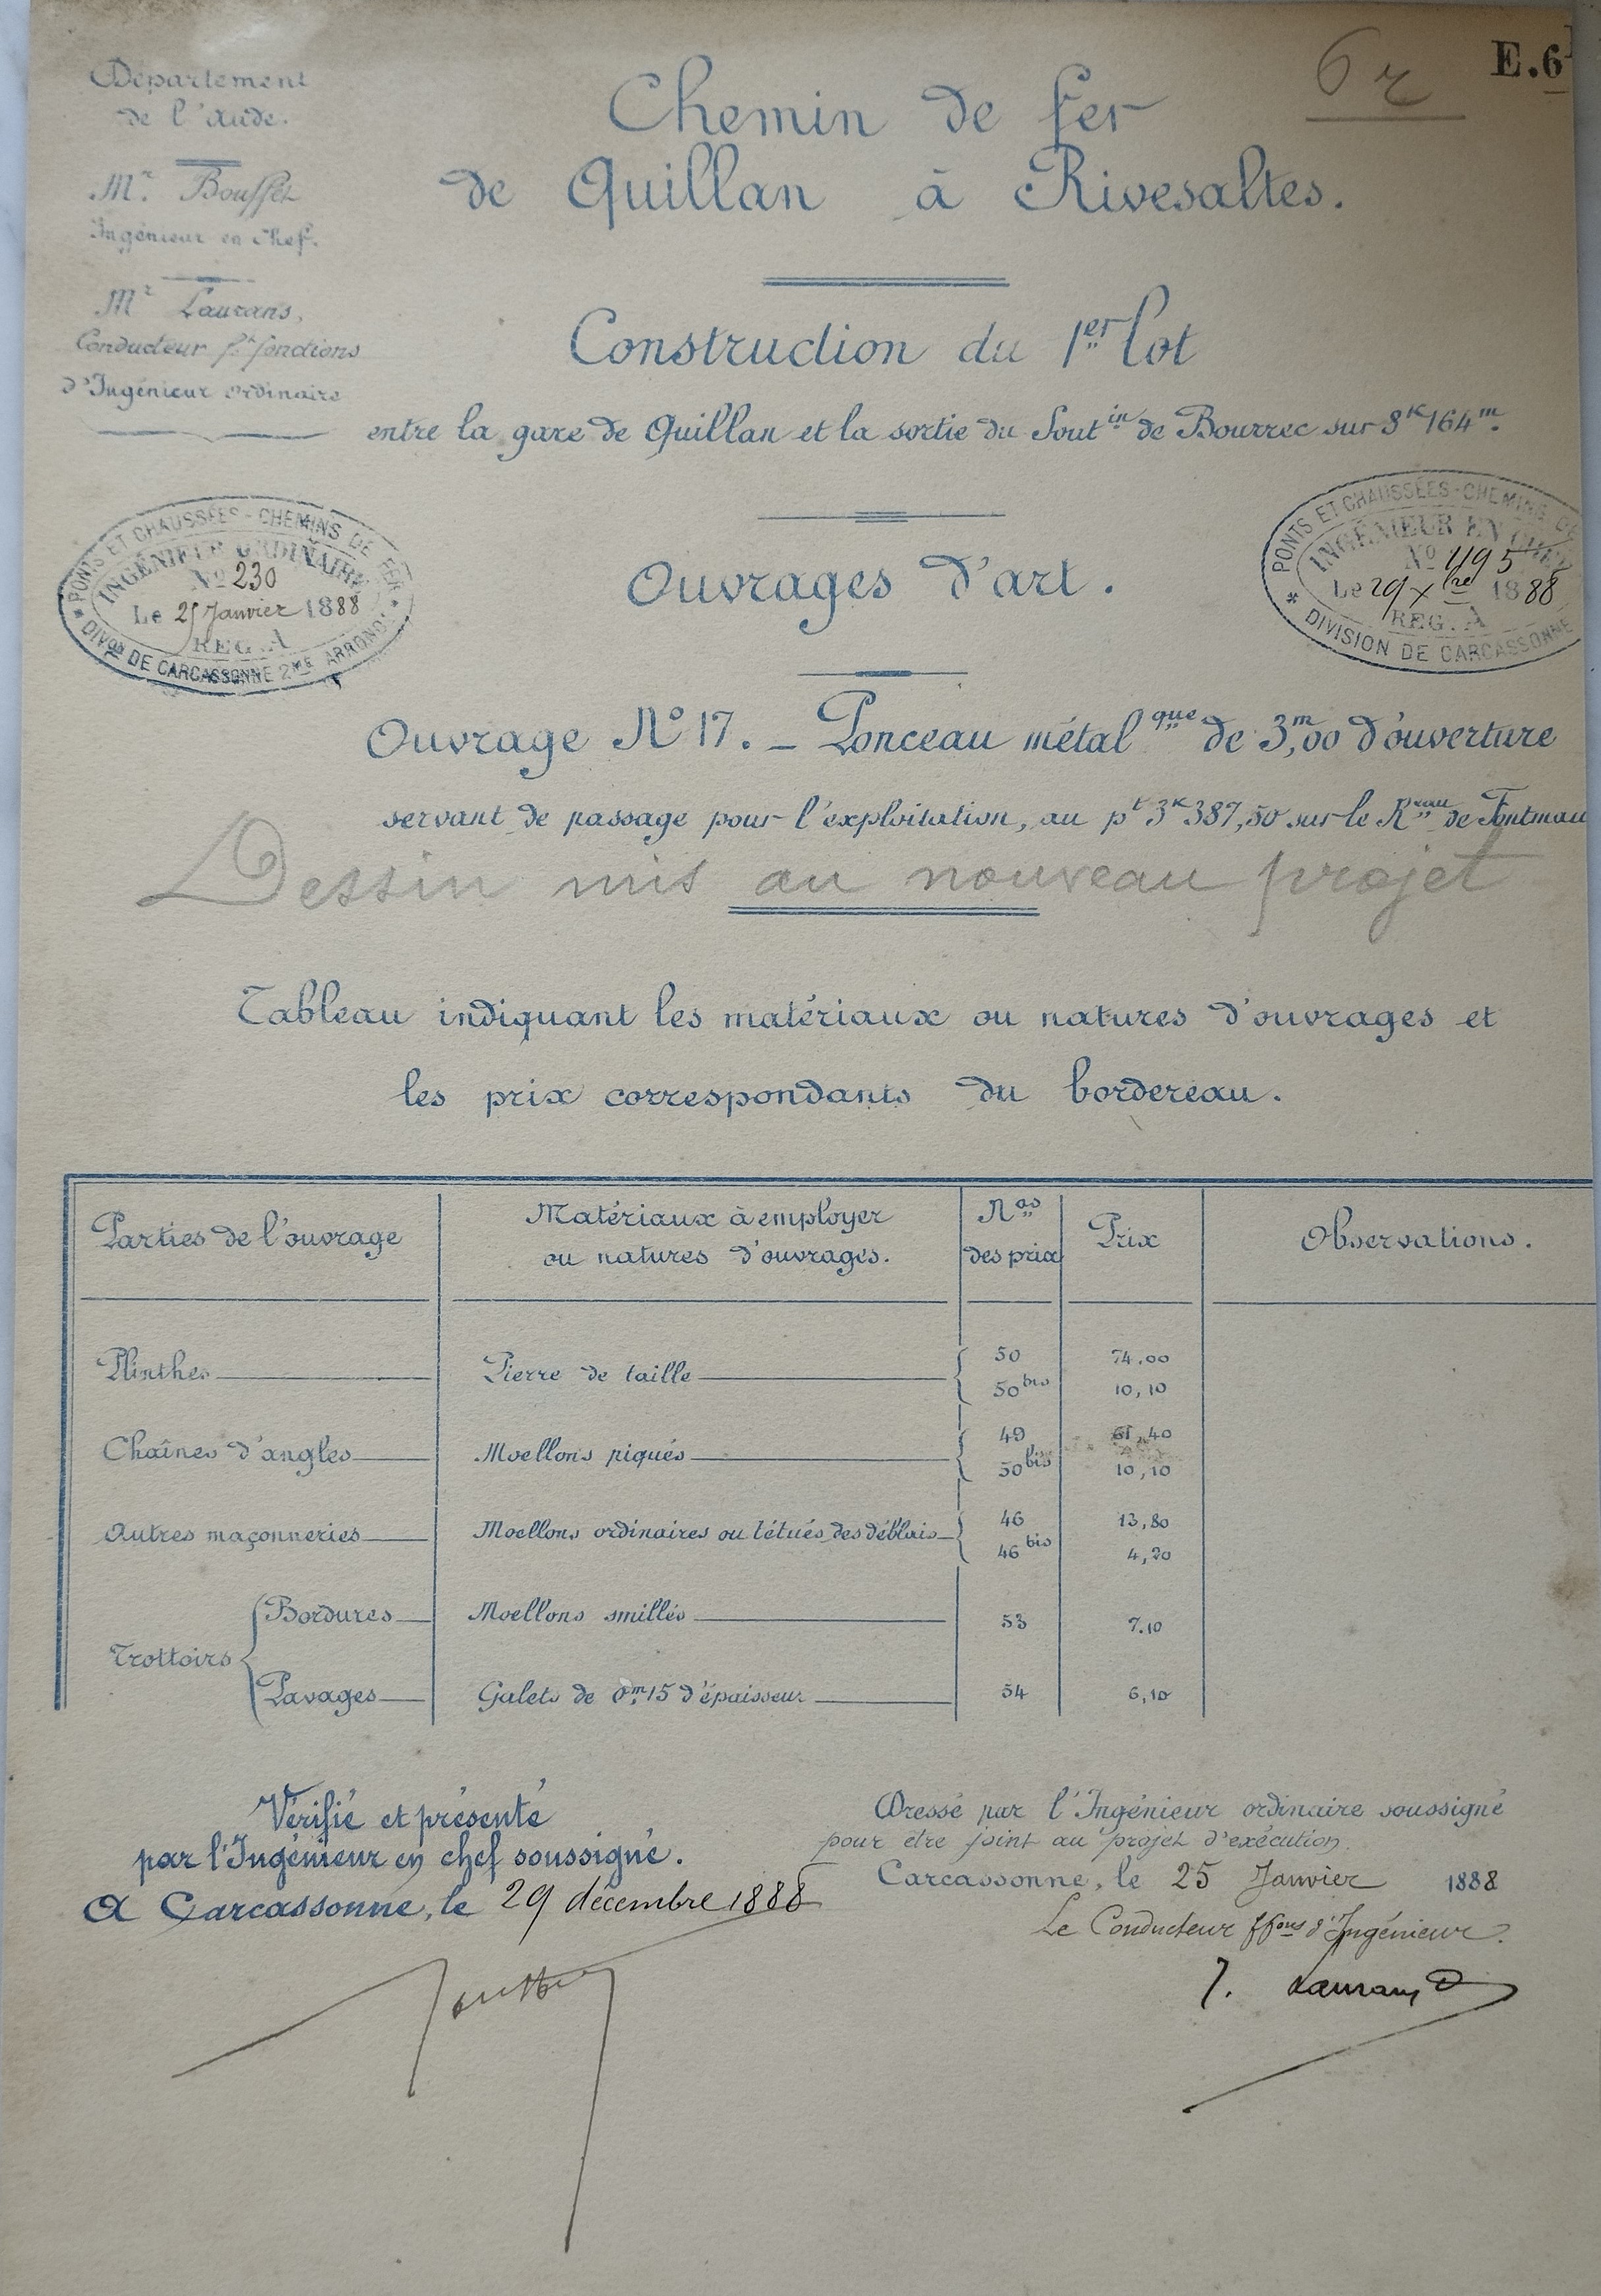 Département
de l'Aude.
Mr. Bouffet
Ingénieur en Chef.
Mr Laurans,
Conducteur ft fonctions
d'Ingénieur ordinaire
6 r
E.6
Chemin de fer
de Quillan à Rivesaltes.
Construction du 1er lot
entre la gare de Quillan et la sortie du Soutin de Bourrec sur 8K164m.
PONTS ET CHAUSSÉES - CHEMINS DE FER
INGÉNIEUR ORDINAIRE
No 230
Le 25 Janvier 1888
REG. A
DIVon DE CARCASSONNE 2ME ARROND.
PONTS ET CHAUSSÉES - CHEMINS DE
INGÉNIEUR EN CHEF
No 495
Le 29 Xbre 1888
REG. A
DIVISION DE CARCASSONNE
Ouvrages d'art.
Ouvrage No 17. _ Ponceau métalque de 3m,00 d'ouverture
servant de passage pour l'exploitation, au pt 3K387,50 sur le Reau de Fontmau
Dessin mis au nouveau projet
Tableau indiquant les matériaux ou natures d'ouvrages et
les prix correspondants du bordereau.
Parties de l'ouvrage
Matériaux à employer
ou natures d'ouvrages.
Nos
des prix
Prix
Observations.
Plinthes Pierre de taille { 50 74,00
50bis 10,10
Chaînes d'angles Moellons piqués { 49 61,40
50bis 10,10
Autres maçonneries Moellons ordinaires ou têtués des déblais { 46 13,80
46bis 4,20
Trottoirs { Bordures Moellons smillés 53 7.10
Pavages Galets de 0m,15 d'épaisseur 54 6,10
Vérifié et présenté
par l'Ingénieur en chef soussigné.
A Carcassonne, le 29 décembre 1888
Bouffet
Dressé par l'Ingénieur ordinaire soussigné
pour être joint au projet d'exécution.
Carcassonne, le 25 Janvier 1888
Le Conducteur ffons d'Ingénieur.
J. Laurans